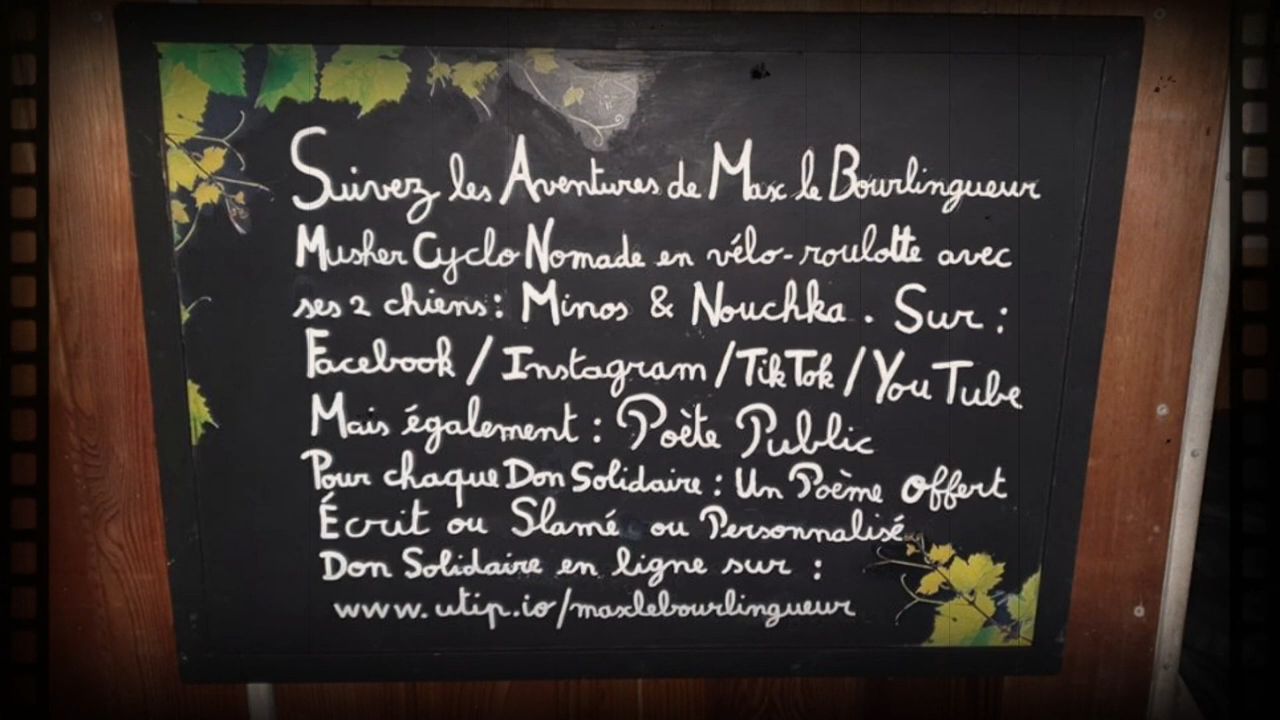 Suivez les Aventures de Max le Bourlingueur
Musher Cyclo Nomade en vélo-roulotte avec
ses 2 chiens : Minos & Nouchka . Sur :
Facebook / Instagram / TikTok / YouTube
Mais également : Poète Public
Pour chaque Don Solidaire : Un Poème offert
Écrit ou Slamé ou Personnalisé
Don Solidaire en ligne sur :
www.utip.io/maxlebourlingueur